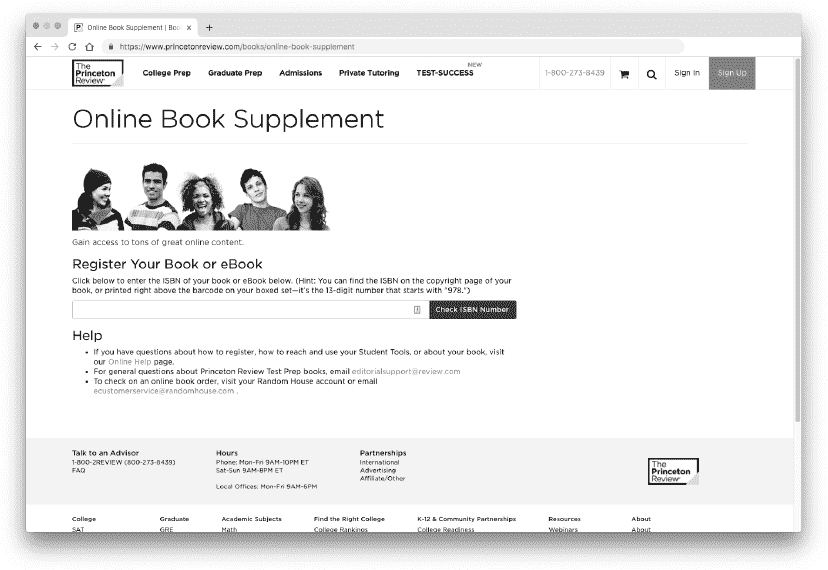 Online Book Supplement | Boo
https://www.princetonreview.com/books/online-book-supplement
The
Princeton
Review
College Prep
Graduate Prep
Admissions
Private Tutoring
NEW
TEST-SUCCESS
1-800-273-8439
Sign In
Sign Up
Online Book Supplement
Gain access to tons of great online content.
Register Your Book or eBook
Click below to enter the ISBN of your book or eBook below. (Hint: You can find the ISBN on the copyright page of your
book, or printed right above the barcode on your boxed set—it's the 13-digit number that starts with "978.")
Check ISBN Number
Help
• If you have questions about how to register, how to reach and use your Student Tools, or about your book, visit
our Online Help page.
• For general questions about Princeton Review Test Prep books, email editorialsupport@review.com
• To check on an online book order, visit your Random House account or email
ecustomerservice@randomhouse.com .
Talk to an Advisor
1-800-2REVIEW (800-273-8439)
FAQ
Hours
Phone: Mon-Fri 9AM-10PM ET
Sat-Sun 9AM-8PM ET
Local Offices: Mon-Fri 9AM-6PM
Partnerships
International
Advertising
Affiliate/Other
The
Princeton
Review
College
SAT
Graduate
GRE
Academic Subjects
Math
Find the Right College
College Rankings
K-12 & Community Partnerships
College Readiness
Resources
Webinars
About
About